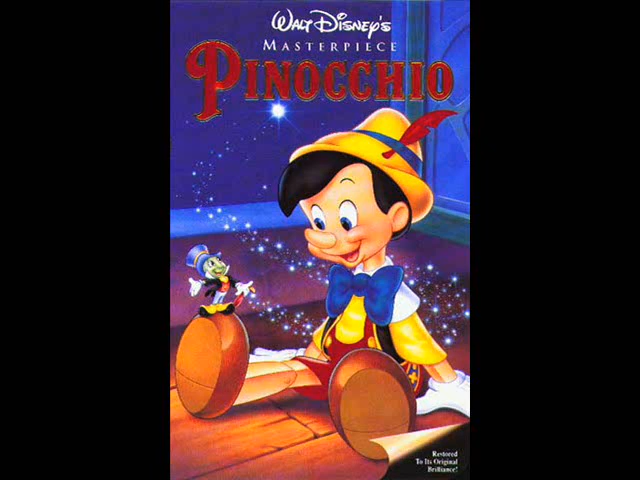 Walt Disney's
Masterpiece
Pinocchio
Restored
To Its Original
Brilliance!